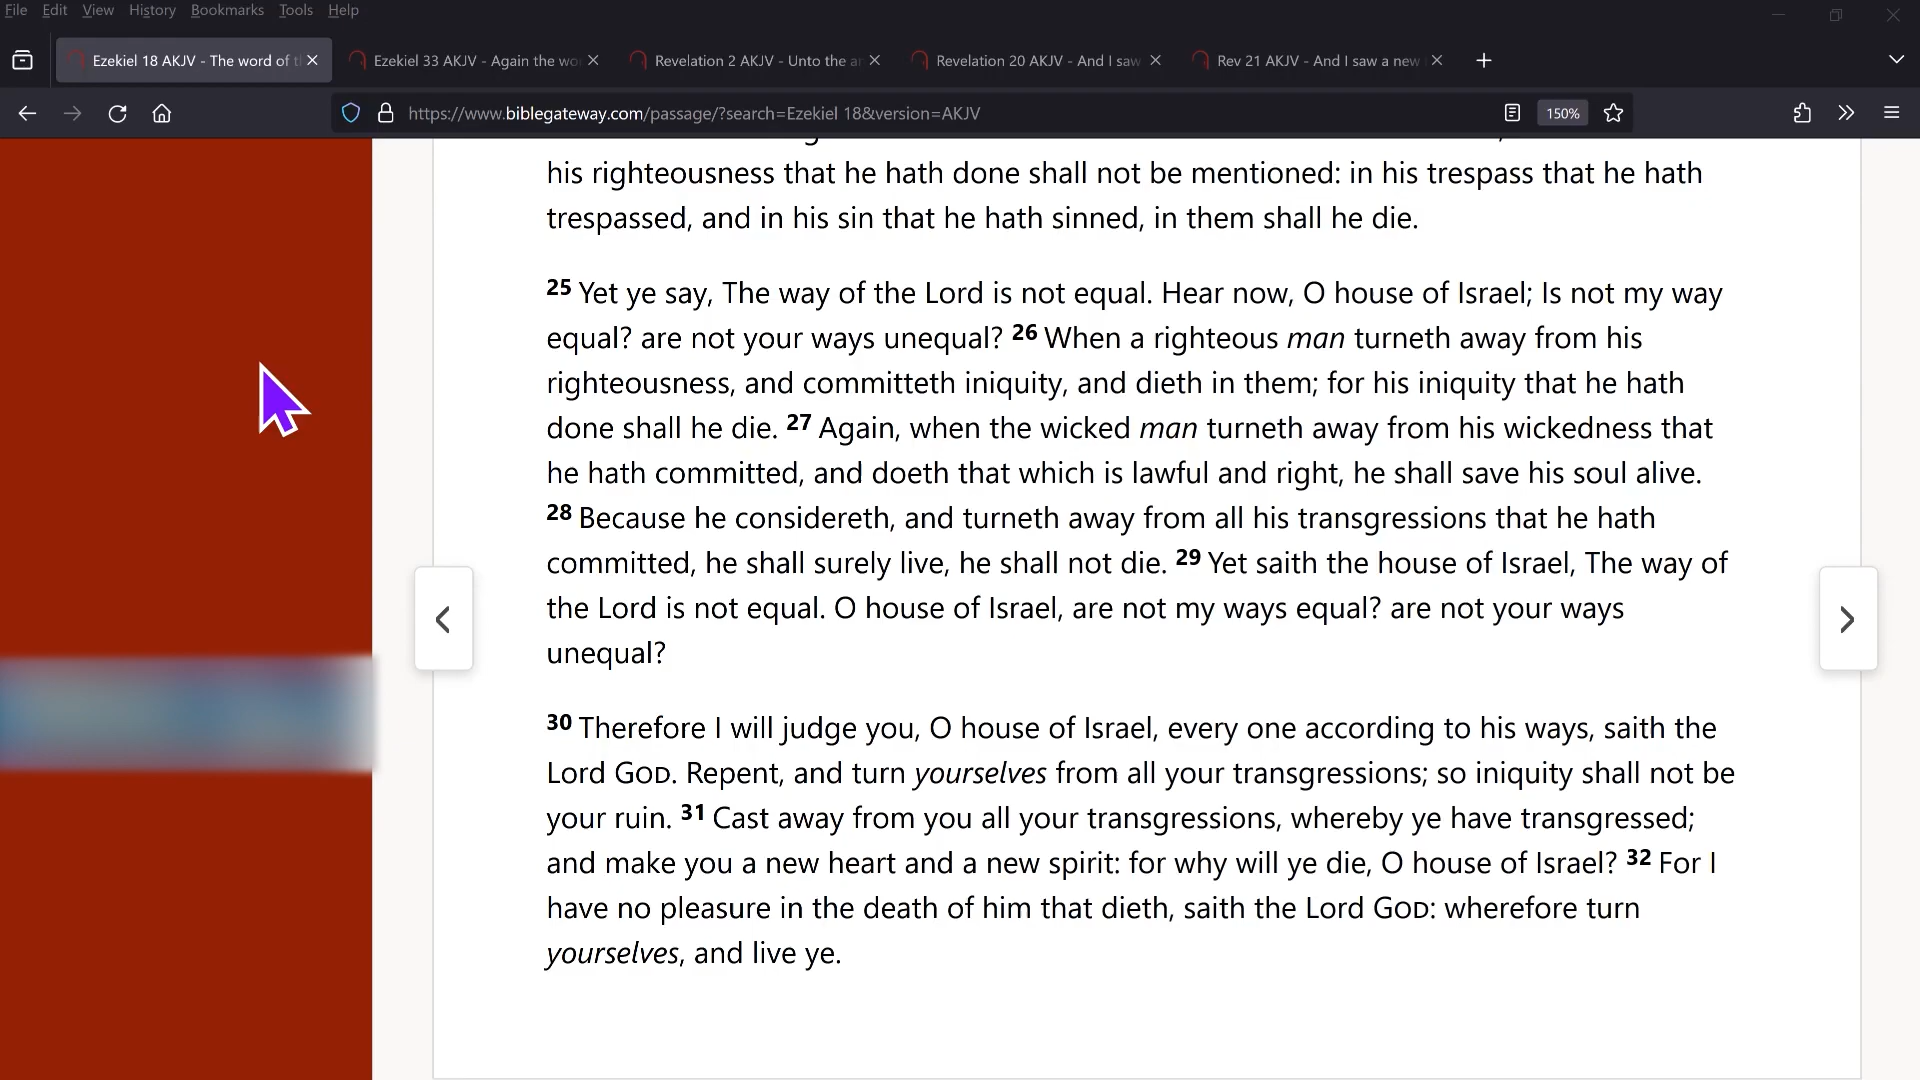 File Edit View History Bookmarks Tools Help
Ezekiel 18 AKJV - The word of t
Ezekiel 33 AKJV - Again the wo
Revelation 2 AKJV - Unto the a
Revelation 20 AKJV - And I saw
Rev 21 AKJV - And I saw a new
https://www.biblegateway.com/passage/?search=Ezekiel 18&version=AKJV
150%
his righteousness that he hath done shall not be mentioned: in his trespass that he hath
trespassed, and in his sin that he hath sinned, in them shall he die.
25 Yet ye say, The way of the Lord is not equal. Hear now, O house of Israel; Is not my way
equal? are not your ways unequal? 26 When a righteous man turneth away from his
righteousness, and committeth iniquity, and dieth in them; for his iniquity that he hath
done shall he die. 27 Again, when the wicked man turneth away from his wickedness that
he hath committed, and doeth that which is lawful and right, he shall save his soul alive.
28 Because he considereth, and turneth away from all his transgressions that he hath
committed, he shall surely live, he shall not die. 29 Yet saith the house of Israel, The way of
the Lord is not equal. O house of Israel, are not my ways equal? are not your ways
unequal?
30 Therefore I will judge you, O house of Israel, every one according to his ways, saith the
Lord GOD. Repent, and turn yourselves from all your transgressions; so iniquity shall not be
your ruin. 31 Cast away from you all your transgressions, whereby ye have transgressed;
and make you a new heart and a new spirit: for why will ye die, O house of Israel? 32 For I
have no pleasure in the death of him that dieth, saith the Lord GOD: wherefore turn
yourselves, and live ye.